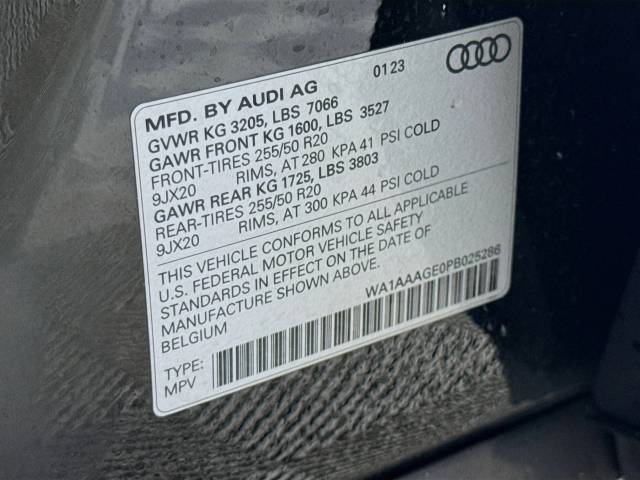 MFD. BY AUDI AG 0123
GVWR KG 3205, LBS 7066
GAWR FRONT KG 1600, LBS 3527
FRONT-TIRES 255/50 R20
9JX20 RIMS, AT 280 KPA 41 PSI COLD
GAWR REAR KG 1725, LBS 3803
REAR-TIRES 255/50 R20
9JX20 RIMS, AT 300 KPA 44 PSI COLD
THIS VEHICLE CONFORMS TO ALL APPLICABLE
U.S. FEDERAL MOTOR VEHICLE SAFETY
STANDARDS IN EFFECT ON THE DATE OF
MANUFACTURE SHOWN ABOVE.
BELGIUM
WA1AAAGE0PB025286
TYPE:
MPV